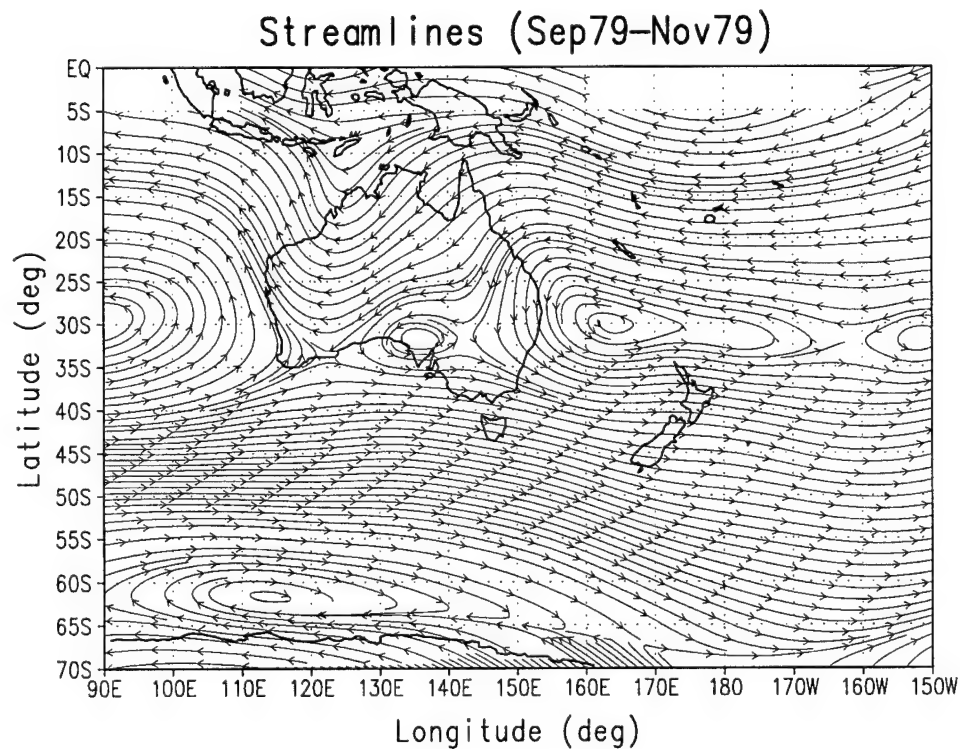 Streamlines (Sep79–Nov79)
Latitude (deg)
EQ
5S
10S
15S
20S
25S
30S
35S
40S
45S
50S
55S
60S
65S
70S
90E 100E 110E 120E 130E 140E 150E 160E 170E 180 170W 160W 150W
Longitude (deg)